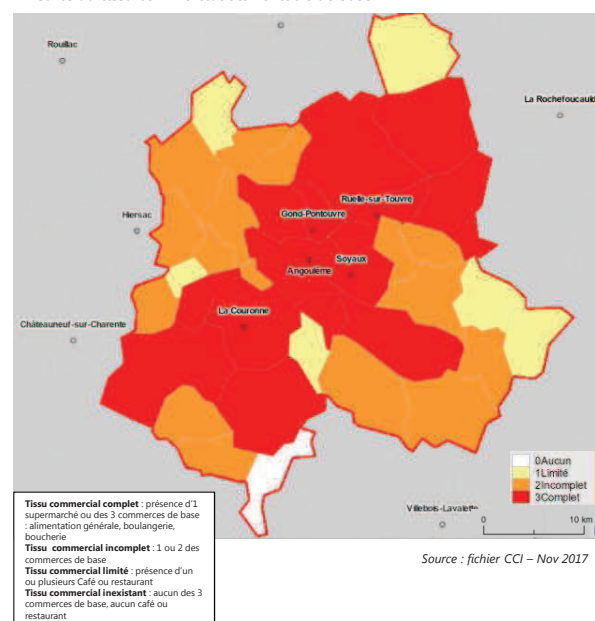 Rouillac
La Rochefoucauld
Ruelle-sur-Touvre
Hiersac
Gond-Pontouvre
Soyaux
Angoulême
La Couronne
Châteauneuf-sur-Charente
0Aucun
1Limité
2Incomplet
3Complet
Villebois-Lavalette
0 10 km
Tissu commercial complet : présence d'1
supermarché ou des 3 commerces de base
: alimentation générale, boulangerie,
boucherie
Tissu commercial incomplet : 1 ou 2 des
commerces de base
Tissu commercial limité : présence d'un
ou plusieurs Café ou restaurant
Tissu commercial inexistant : aucun des 3
commerces de base, aucun café ou
restaurant
Source : fichier CCI – Nov 2017